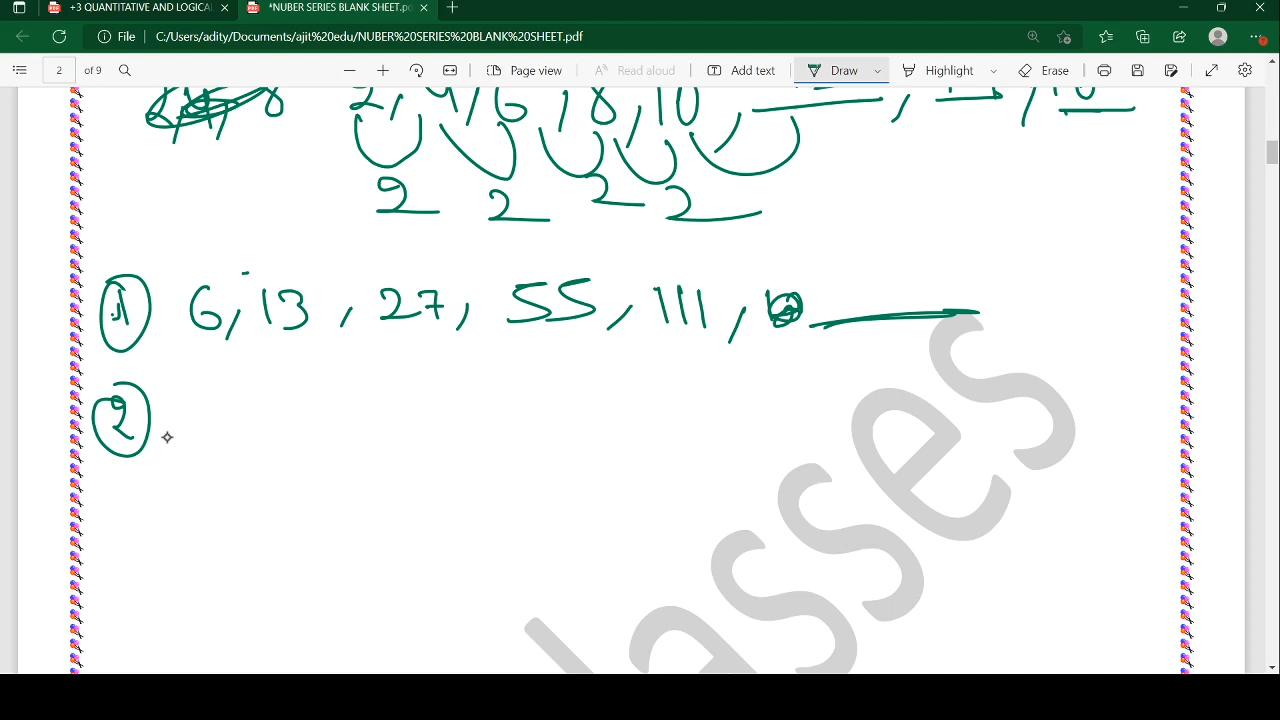 +3 QUANTITATIVE AND LOGICAL
*NUBER SERIES BLANK SHEET.pd
File C:/Users/adity/Documents/ajit%20edu/NUBER%20SERIES%20BLANK%20SHEET.pdf
2 of 9 Page view Read aloud Add text Draw Highlight Erase
2, 4, 6, 8, 10
2 2 2 2
1 6, 13, 27, 55, 111,
2
lasses